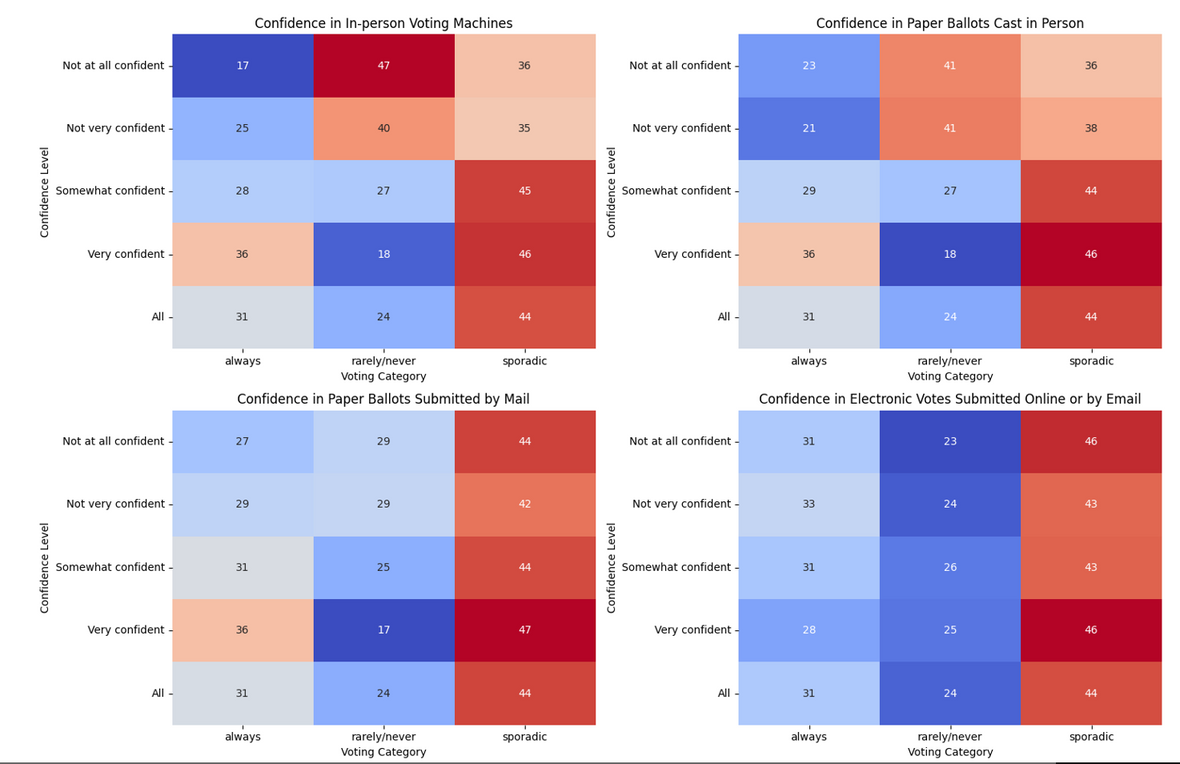 Confidence in In-person Voting Machines
Confidence Level
Not at all confident 17 47 36
Not very confident 25 40 35
Somewhat confident 28 27 45
Very confident 36 18 46
All 31 24 44
always rarely/never sporadic
Voting Category
Confidence in Paper Ballots Cast in Person
Confidence Level
Not at all confident 23 41 36
Not very confident 21 41 38
Somewhat confident 29 27 44
Very confident 36 18 46
All 31 24 44
always rarely/never sporadic
Voting Category
Confidence in Paper Ballots Submitted by Mail
Confidence Level
Not at all confident 27 29 44
Not very confident 29 29 42
Somewhat confident 31 25 44
Very confident 36 17 47
All 31 24 44
always rarely/never sporadic
Voting Category
Confidence in Electronic Votes Submitted Online or by Email
Confidence Level
Not at all confident 31 23 46
Not very confident 33 24 43
Somewhat confident 31 26 43
Very confident 28 25 46
All 31 24 44
always rarely/never sporadic
Voting Category